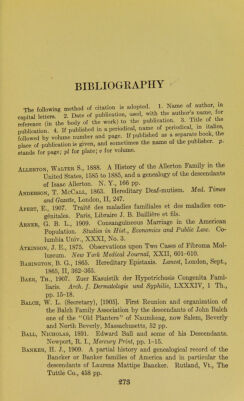 BIBLIOGRAPHY
The following method of citation is adopted. 1. Name of author, in
capital letters. 2. Date of publication, used, with the author's name, for
reference (in the body of the work) to the publication. 3. Title of the
publication. 4. If published in a periodical, name of periodical, in italics,
followed by volume number and page. If published as a separate book, the
place of publication is given, and sometimes the name of the publisher. p.
stands for page; pl for plate; v for volume.
ALLERTON, WALTER S., 1888. A History of the Allerton Family in the
United States, 1585 to 1885, and a genealogy of the descendants
of Isaac Allerton. N. Y., 166 pp.
ANDERSON, T. McCALL, 1863. Hereditary Deaf-mutism. Med. Times
and Gazette, London, II, 247.
APERT, E., 1907. Traité des maladies familiales et des maladies con-
génitales. Paris, Libraire J. B. Baillière et fils.
ARNER, G. B. L., 1909. Consanguineous Marriage in the American
Population. Studies in Hist., Economics and Public Law. Co-
lumbia Univ., XXXI, No. 3.
ATKINSON, J. E., 1875. Observations upon Two Cases of Fibroma Mol-
luscum. New York Medical Journal, XXII, 601-610.
BABINGTON, B. G., 1865. Hereditary Epistaxis. Lancet, London, Sept.,
1865, II, 362-363.
BAER, TH., 1907. Zuer Kasuistik der Hypotrichosis Congenita Fami-
liaris. Arch. f. Dermatologie und Syphilis, LXXXIV, 1 Th.,
pp. 15-18.
BALCH, W. L. (Secretary), [1905]. First Reunion and organization of
the Balch Family Association by the descendants of John Balch
one of the "Old Planters" of Naumkeag, now Salem, Beverly
and North Beverly, Massachusetts, 52 pp.
BALL, NICHOLAS, 1891. Edward Ball and some of his Descendants.
Newport, R. I., Mercury Print, pp. 1-15.
BANKER, H. J., 1909. A partial history and genealogical record of the
Bancker or Banker families of America and in particular the
descendants of Laurens Mattipe Bancker. Rutland, Vt., The
Tuttle Co., 458 pp.
273